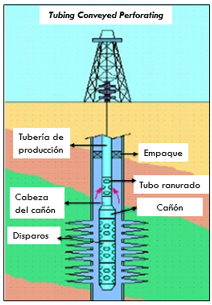 Tubing Conveyed Perforating
Tubería de
producción
Empaque
Tubo ranurado
Cabeza
del cañón
Cañón
Disparos